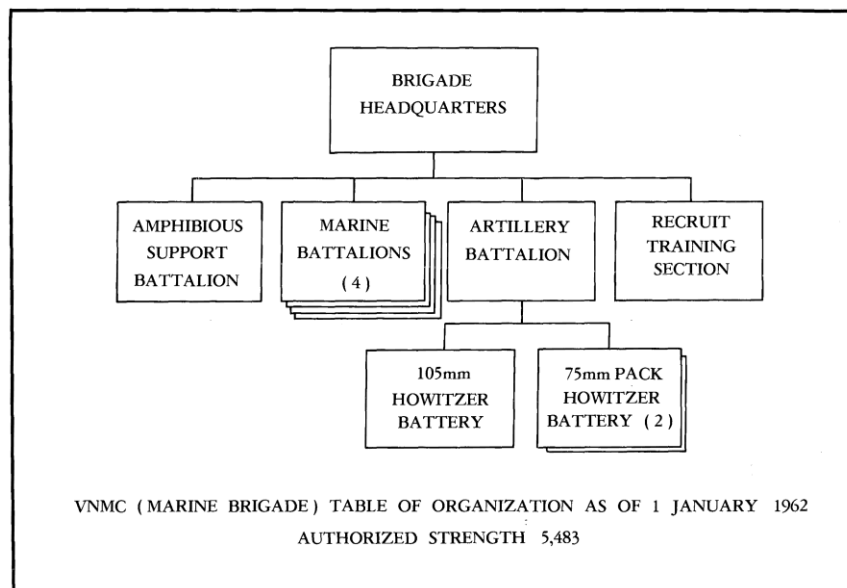 BRIGADE
HEADQUARTERS
AMPHIBIOUS
SUPPORT
BATTALION
MARINE
BATTALIONS
( 4 )
ARTILLERY
BATTALION
RECRUIT
TRAINING
SECTION
105mm
HOWITZER
BATTERY
75mm PACK
HOWITZER
BATTERY ( 2 )
VNMC ( MARINE BRIGADE ) TABLE OF ORGANIZATION AS OF 1 JANUARY 1962
AUTHORIZED STRENGTH 5,483